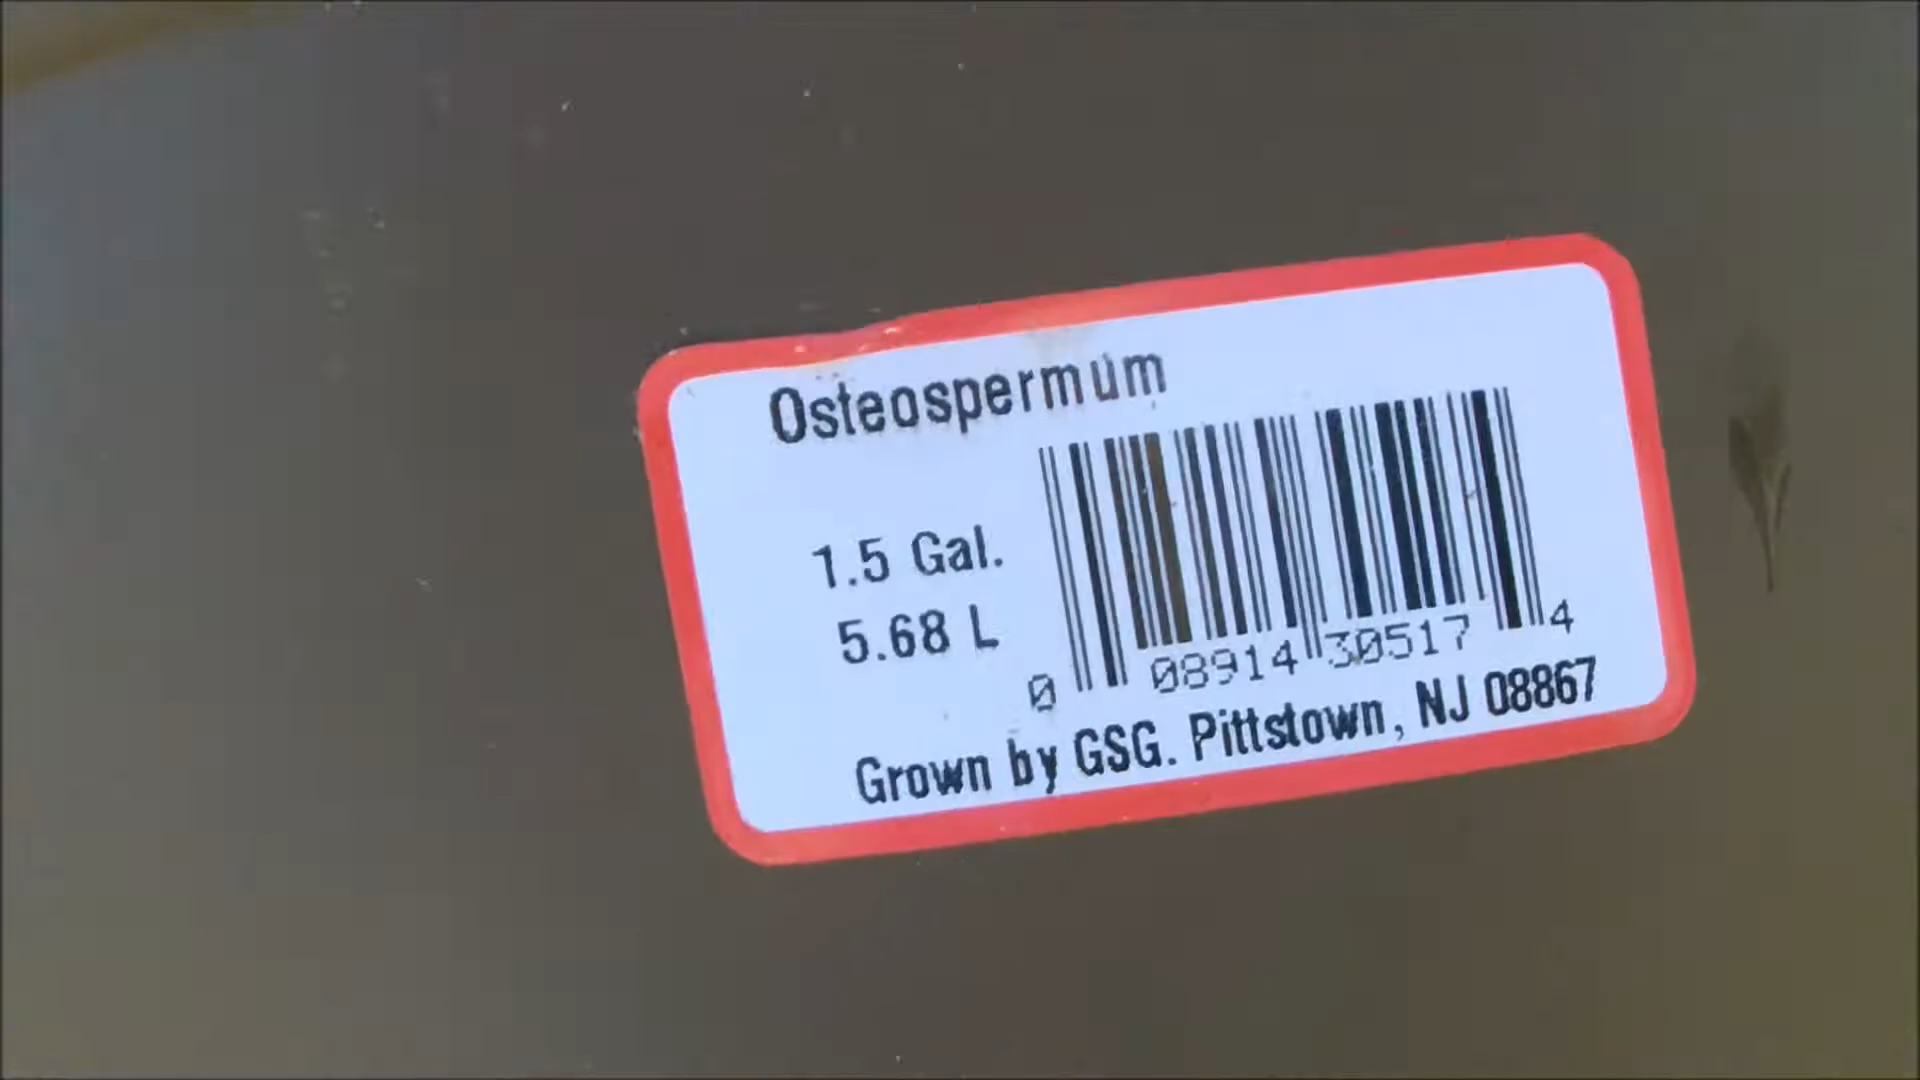 Osteospermum
1.5 Gal.
5.68 L
0 08914 30517 4
Grown by GSG. Pittstown, NJ 08867